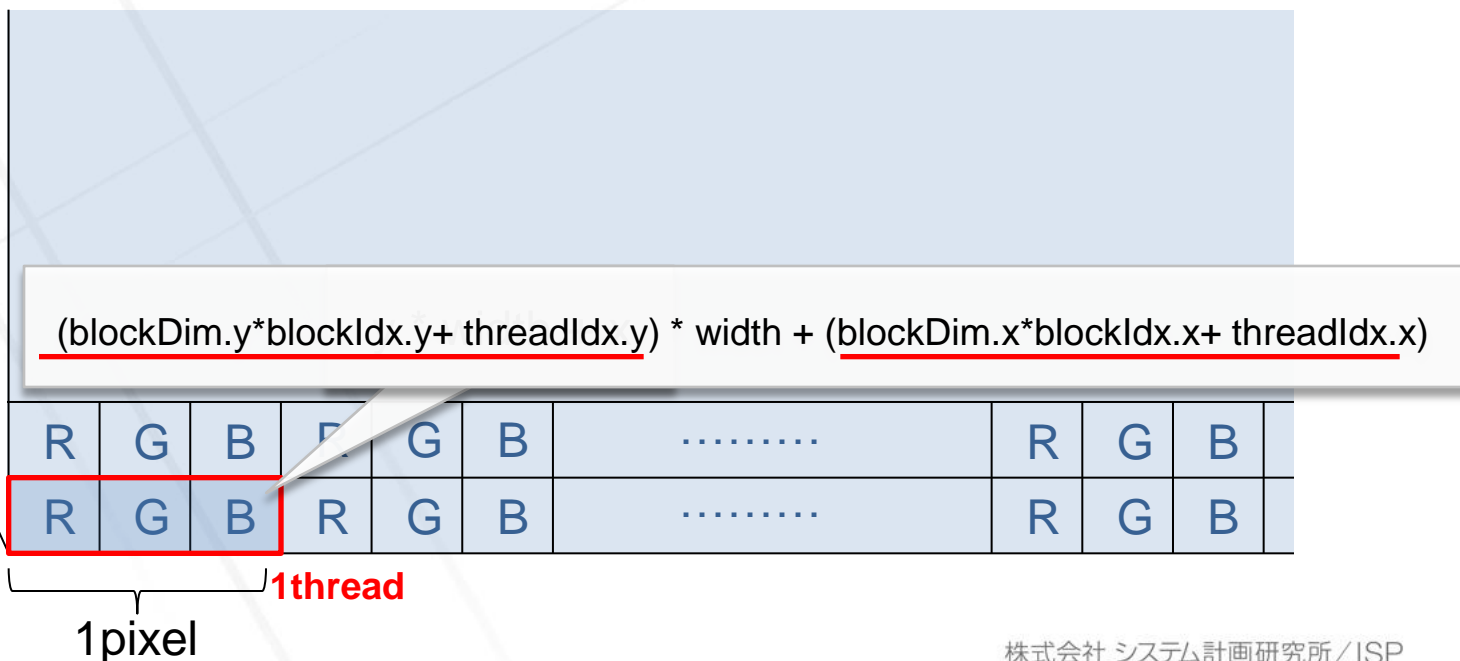 (blockDim.y*blockIdx.y+ threadIdx.y) * width + (blockDim.x*blockIdx.x+ threadIdx.x)
R G B R G B ……… R G B
R G B R G B ……… R G B
1thread
1pixel
株式会社 システム計画研究所/ISP